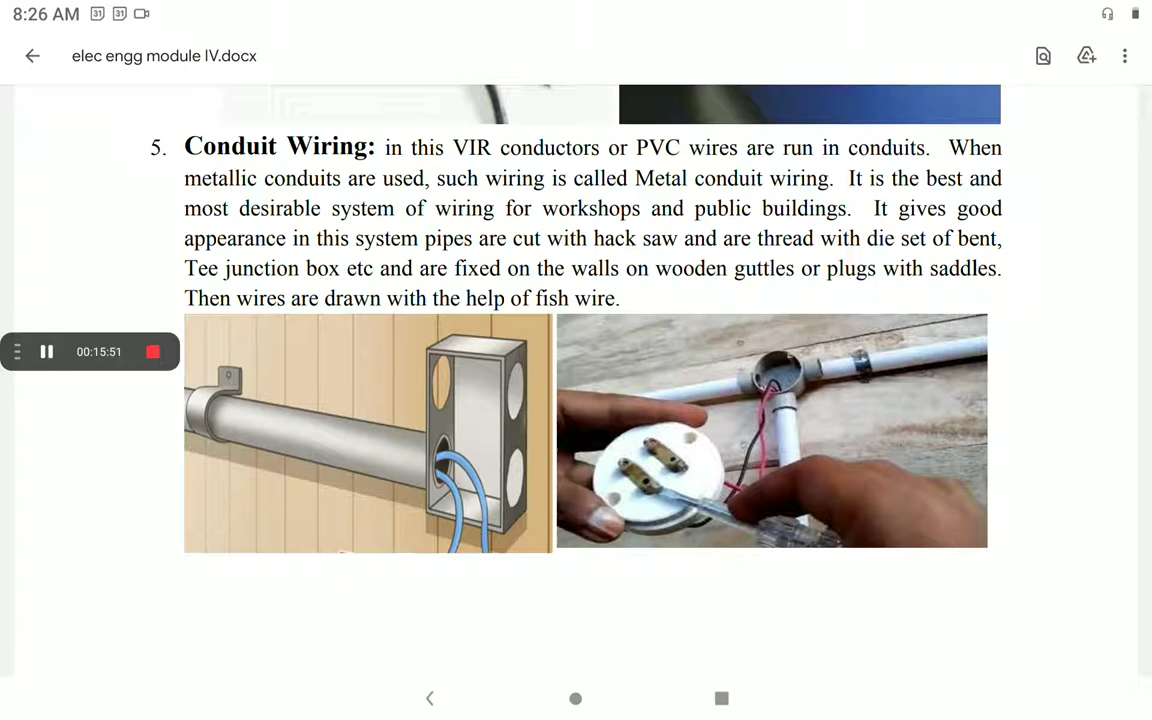 8:26 AM 31 31
elec engg module IV.docx
5. Conduit Wiring: in this VIR conductors or PVC wires are run in conduits. When
metallic conduits are used, such wiring is called Metal conduit wiring. It is the best and
most desirable system of wiring for workshops and public buildings. It gives good
appearance in this system pipes are cut with hack saw and are thread with die set of bent,
Tee junction box etc and are fixed on the walls on wooden guttles or plugs with saddles.
Then wires are drawn with the help of fish wire.
00:15:51